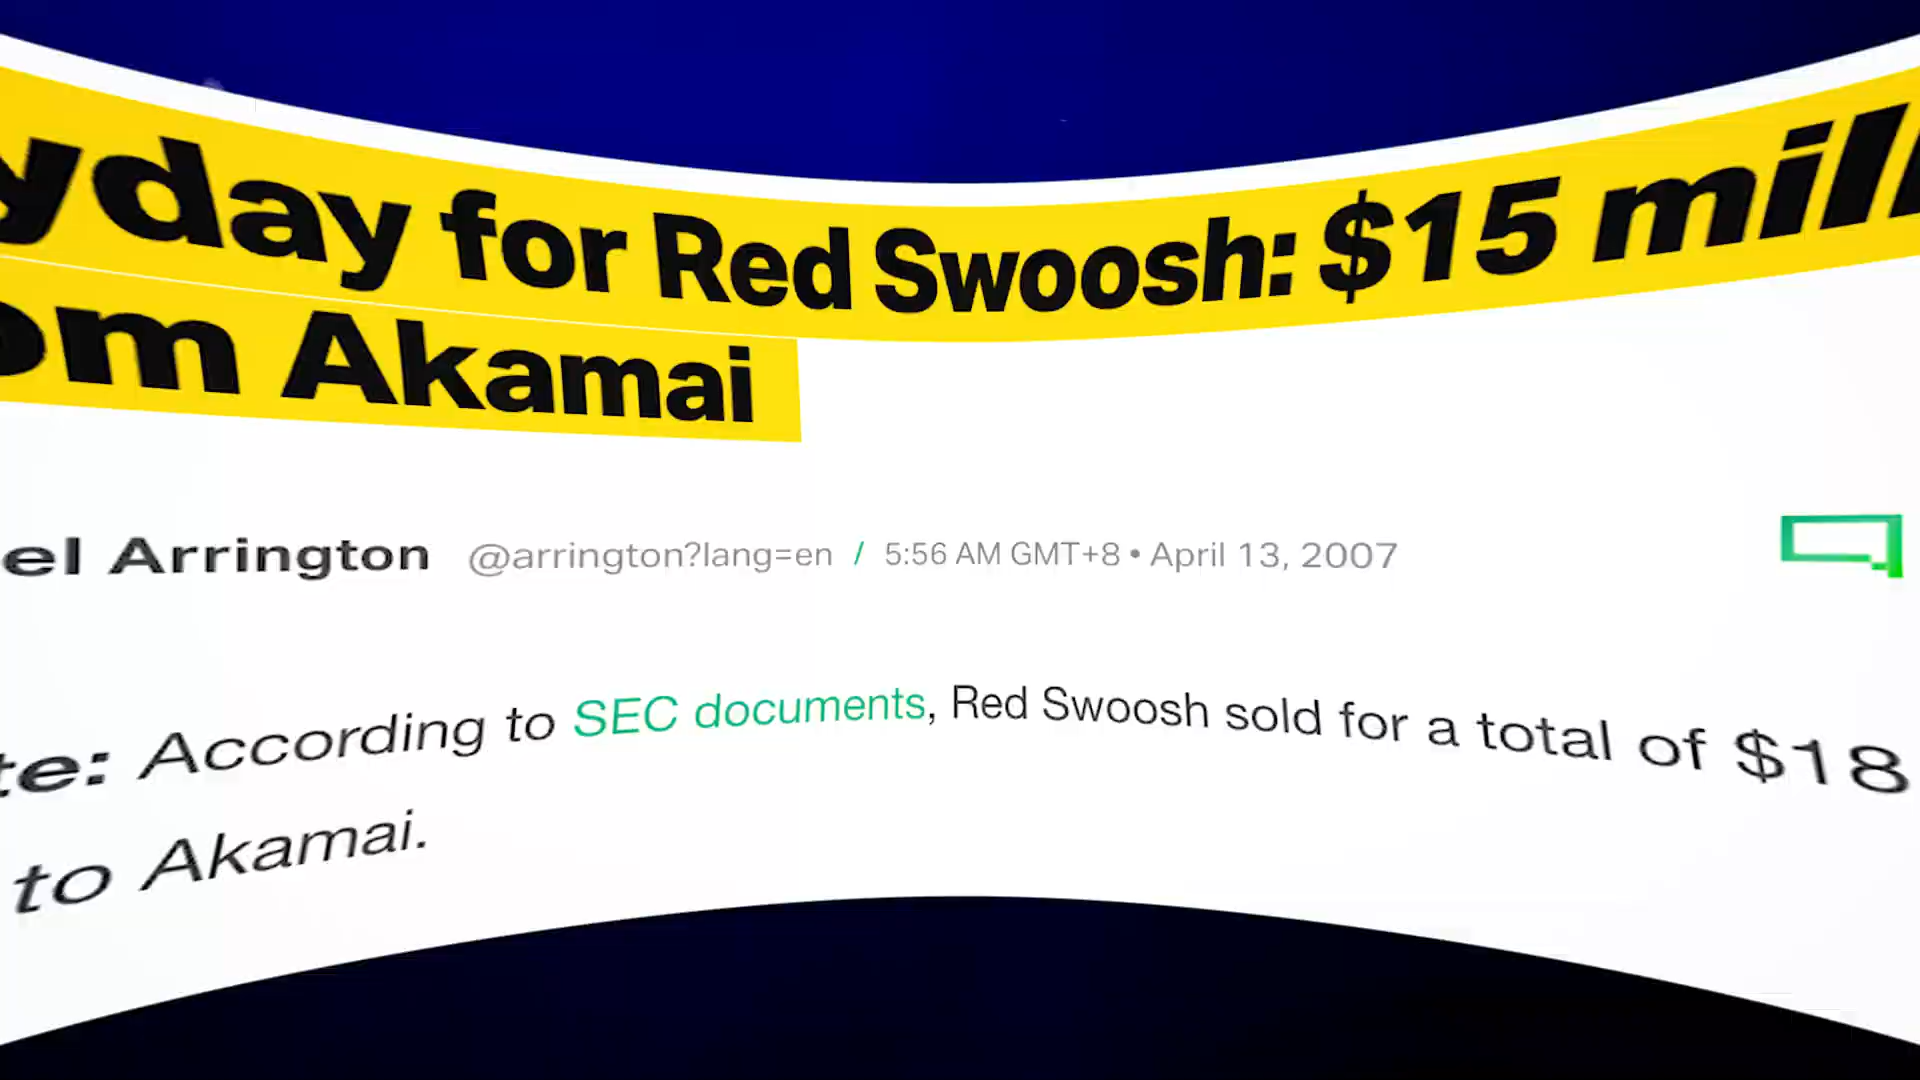 yday for Red Swoosh: $15 mill
om Akamai
el Arrington @arrington?lang=en / 5:56 AM GMT+8 • April 13, 2007
te: According to SEC documents, Red Swoosh sold for a total of $18
to Akamai.